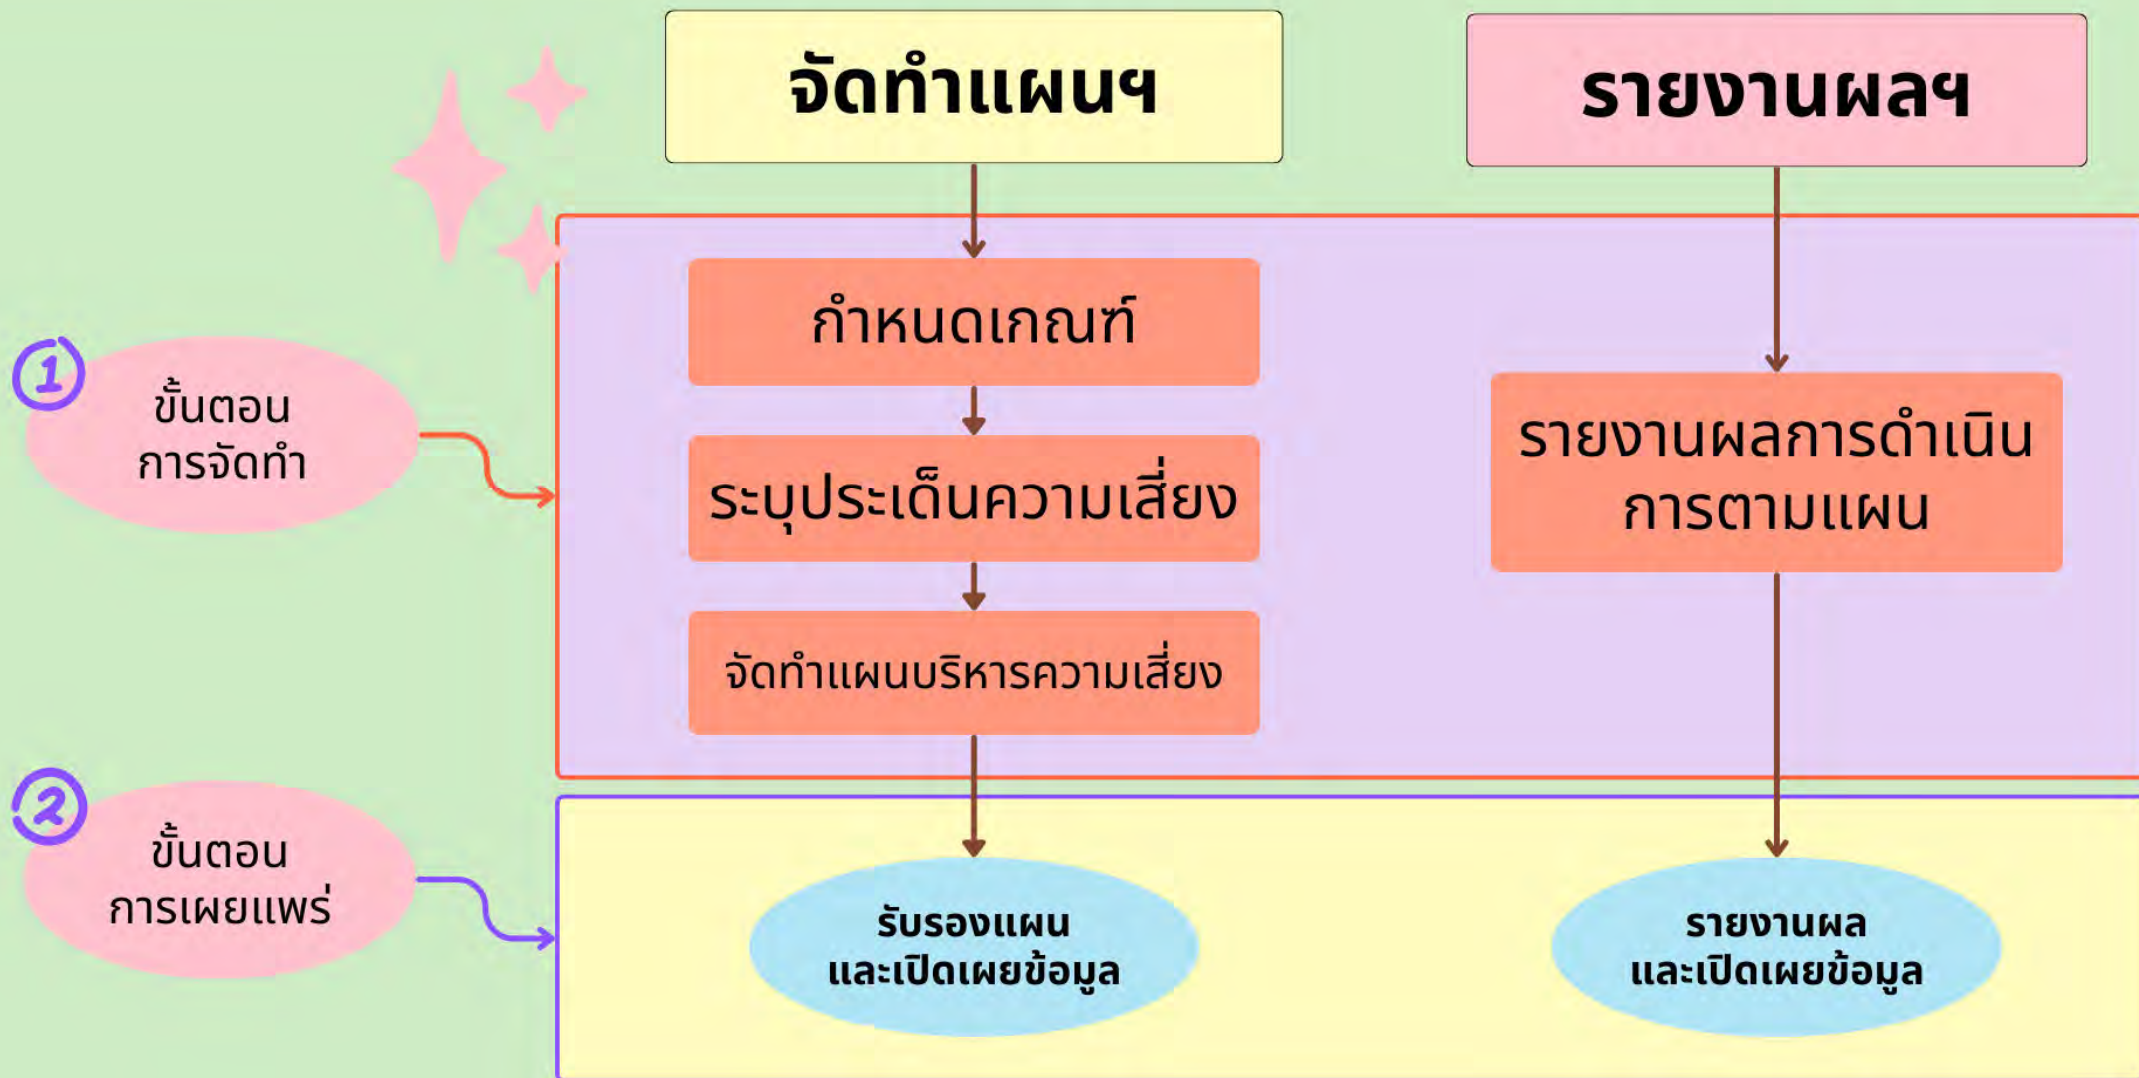 จัดทำแผนฯ
รายงานผลฯ
1
ขั้นตอน
การจัดทำ
กำหนดเกณฑ์
ระบุประเด็นความเสี่ยง
จัดทำแผนบริหารความเสี่ยง
รายงานผลการดำเนิน
การตามแผน
2
ขั้นตอน
การเผยแพร่
รับรองแผน
และเปิดเผยข้อมูล
รายงานผล
และเปิดเผยข้อมูล